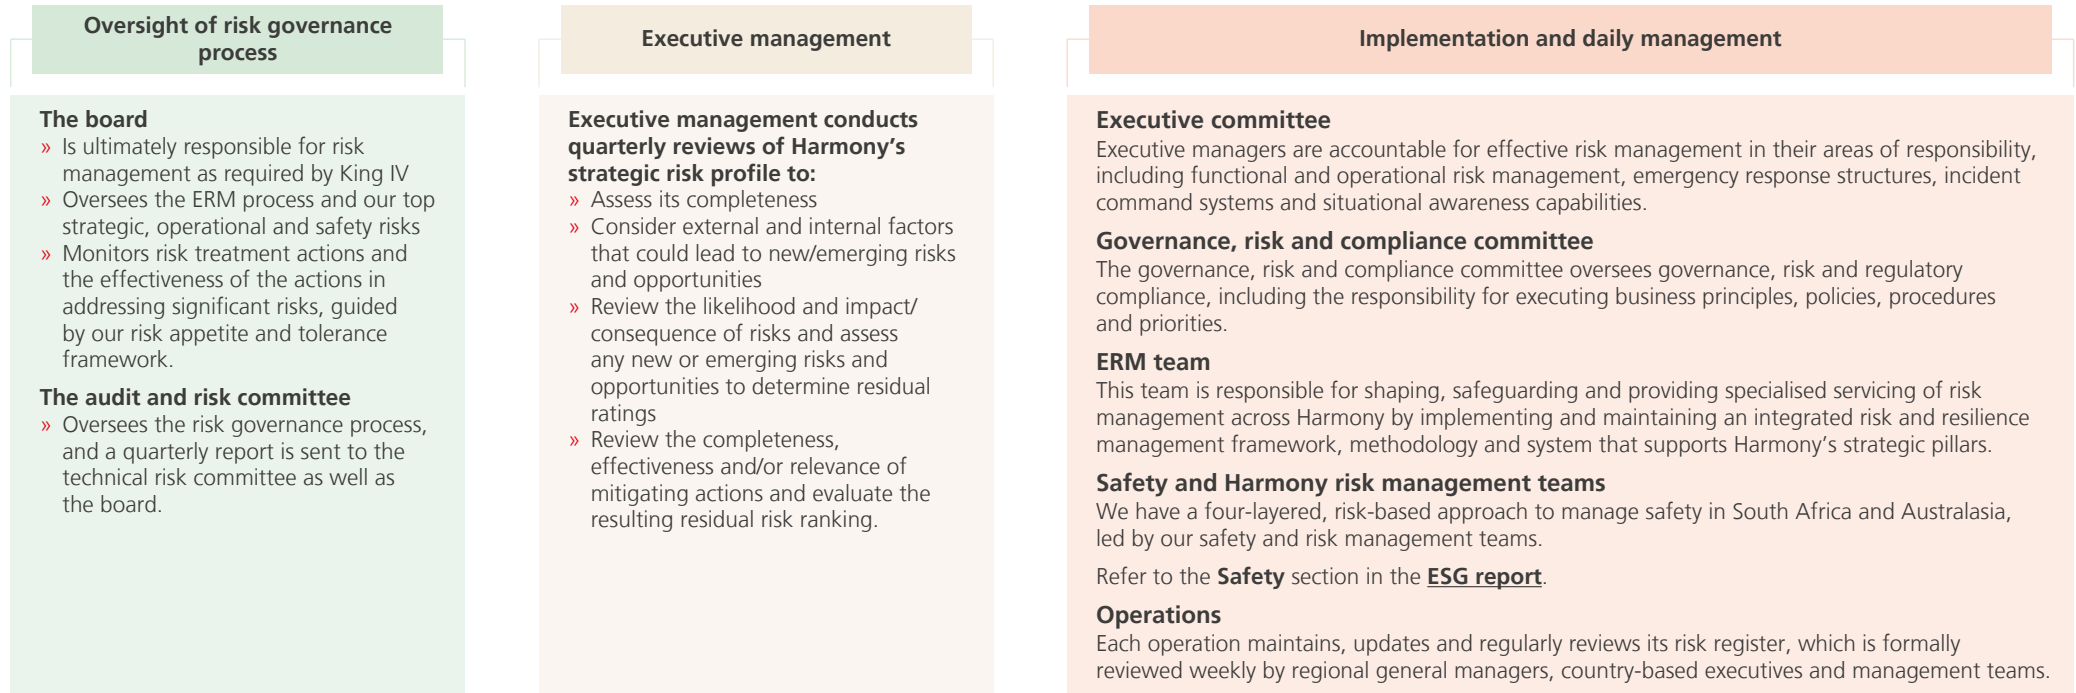 Oversight of risk governance
process
The board
» Is ultimately responsible for risk
management as required by King IV
» Oversees the ERM process and our top
strategic, operational and safety risks
» Monitors risk treatment actions and
the effectiveness of the actions in
addressing significant risks, guided
by our risk appetite and tolerance
framework.
The audit and risk committee
» Oversees the risk governance process,
and a quarterly report is sent to the
technical risk committee as well as
the board.
Executive management
Executive management conducts
quarterly reviews of Harmony's
strategic risk profile to:
» Assess its completeness
» Consider external and internal factors
that could lead to new/emerging risks
and opportunities
» Review the likelihood and impact/
consequence of risks and assess
any new or emerging risks and
opportunities to determine residual
ratings
» Review the completeness,
effectiveness and/or relevance of
mitigating actions and evaluate the
resulting residual risk ranking.
Implementation and daily management
Executive committee
Executive managers are accountable for effective risk management in their areas of responsibility,
including functional and operational risk management, emergency response structures, incident
command systems and situational awareness capabilities.
Governance, risk and compliance committee
The governance, risk and compliance committee oversees governance, risk and regulatory
compliance, including the responsibility for executing business principles, policies, procedures
and priorities.
ERM team
This team is responsible for shaping, safeguarding and providing specialised servicing of risk
management across Harmony by implementing and maintaining an integrated risk and resilience
management framework, methodology and system that supports Harmony's strategic pillars.
Safety and Harmony risk management teams
We have a four-layered, risk-based approach to manage safety in South Africa and Australasia,
led by our safety and risk management teams.
Refer to the Safety section in the ESG report.
Operations
Each operation maintains, updates and regularly reviews its risk register, which is formally
reviewed weekly by regional general managers, country-based executives and management teams.